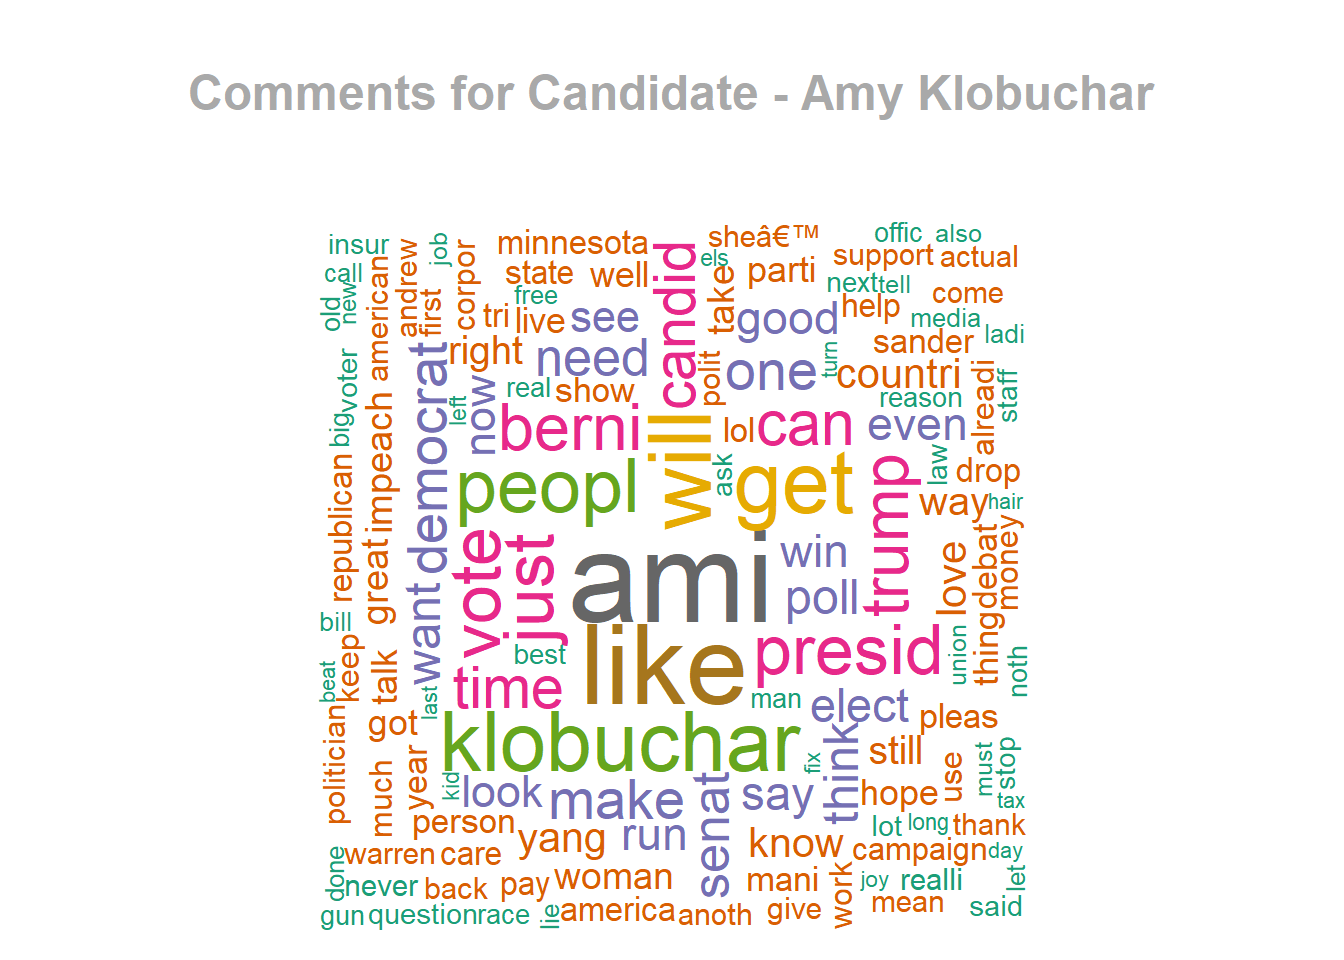 Comments for Candidate - Amy Klobuchar
insur
job
minnesota
candid
sheâ€™
offic
also
call
new
old
american
andrew
first
corpor
state
well
els
parti
support
actual
free
take
next
tell
come
tri
live
see
good
help
media
ladi
voter
right
need
polit
one
turn
sander
countri
staff
big
impeach
democrat
now
left
real
show
reason
alreadi
berni
will
lol
can
even
republican
great
peopl
ask
get
trump
law
drop
way
hair
want
vote
just
ami
win
poll
love
debat
money
bill
keep
talk
best
like
presid
union
thing
noth
beat
last
time
man
elect
pleas
politician
got
klobuchar
think
still
much
year
kid
look
make
senat
say
fix
hope
use
must
stop
tax
person
yang
run
know
lot
long
thank
done
warren
care
woman
mani
campaign
day
never
back
pay
work
joy
realli
let
gun
question
race
lie
america
anoth
give
mean
said